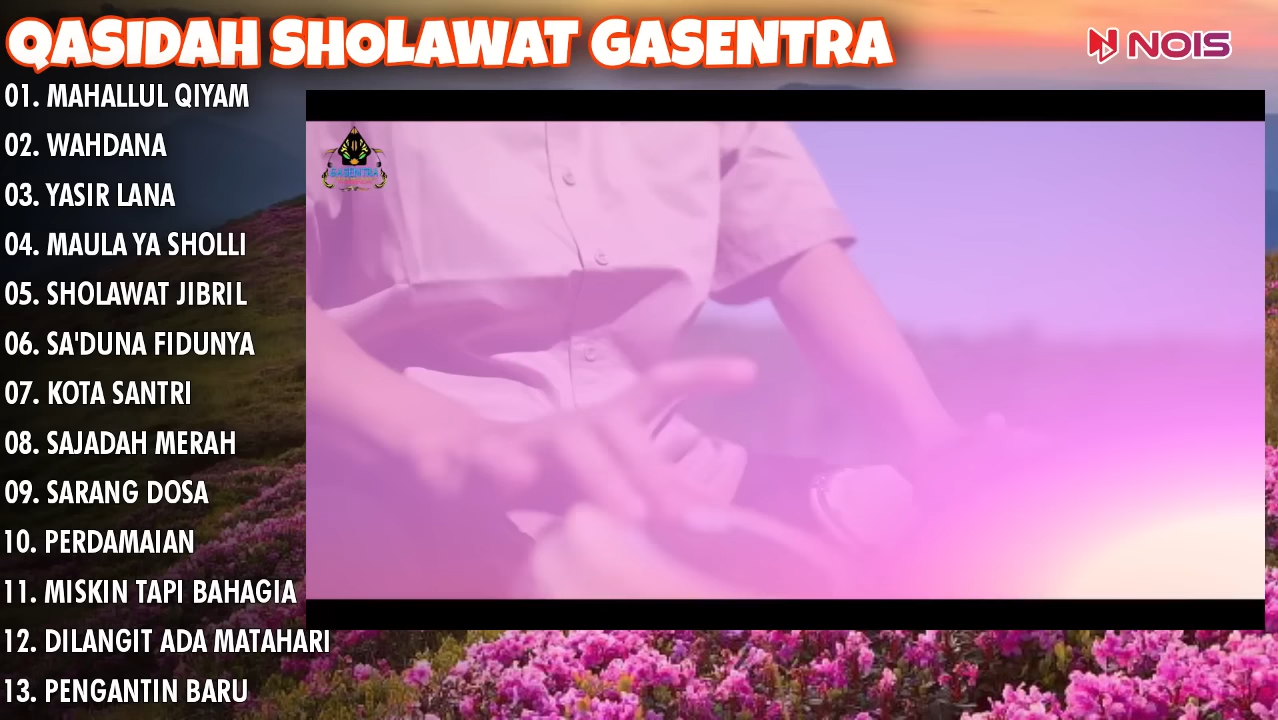 QASIDAH SHOLAWAT GASENTRA
NOIS
01. MAHALLUL QIYAM
02. WAHDANA
03. YASIR LANA
04. MAULA YA SHOLLI
05. SHOLAWAT JIBRIL
06. SA'DUNA FIDUNYA
07. KOTA SANTRI
08. SAJADAH MERAH
09. SARANG DOSA
10. PERDAMAIAN
11. MISKIN TAPI BAHAGIA
12. DILANGIT ADA MATAHARI
13. PENGANTIN BARU
GASENTRA